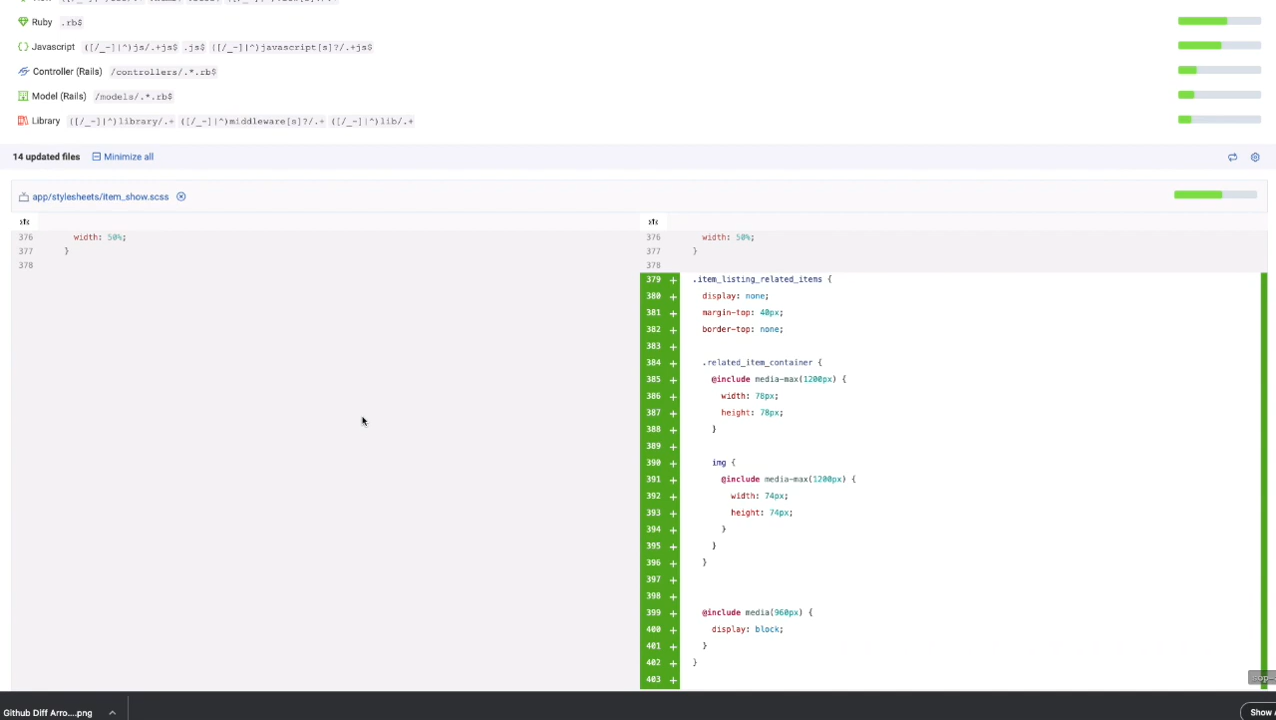 Ruby .rb$
Javascript ([/_-]|^)js/.+js$ .js$ ([/_-]|^)javascript[s]?/.+js$
Controller (Rails) /controllers/.*.rb$
Model (Rails) /models/.*.rb$
Library ([/_-]|^)library/.+ ([/_-]|^)middleware[s]?/.+ ([/_-]|^)lib/.+
14 updated files Minimize all
app/stylesheets/item_show.scss
376 width: 50%;
377 }
378
376 width: 50%;
377 }
378
379 + .item_listing_related_items {
380 + display: none;
381 + margin-top: 40px;
382 + border-top: none;
383 +
384 + .related_item_container {
385 + @include media-max(1200px) {
386 + width: 78px;
387 + height: 78px;
388 + }
389 +
390 + img {
391 + @include media-max(1200px) {
392 + width: 74px;
393 + height: 74px;
394 + }
395 + }
396 + }
397 +
398 +
399 + @include media(960px) {
400 + display: block;
401 + }
402 + }
403 +
Github Diff Arro....png
Show